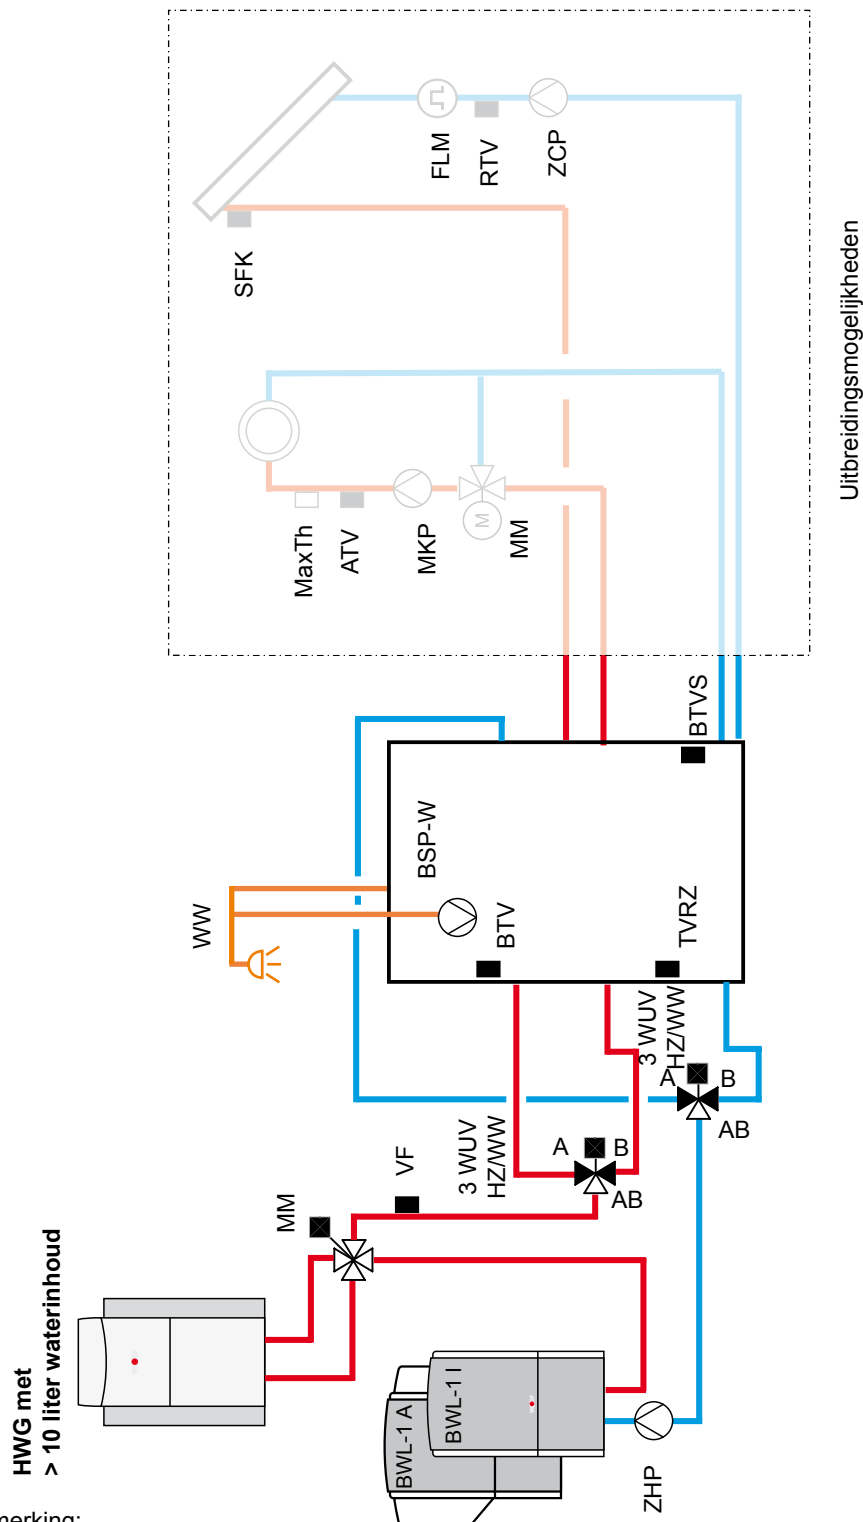 HWG met
> 10 liter waterinhoud
MM
VF
3 WUV
HZ/WW
A
B
AB
3 WUV
HZ/WW
A
B
AB
BWL-1 A
BWL-1 I
ZHP
WW
BSP-W
BTV
TVRZ
BTVS
MaxTh
ATV
MKP
MM
M
SFK
FLM
RTV
ZCP
Uitbreidingsmogelijkheden